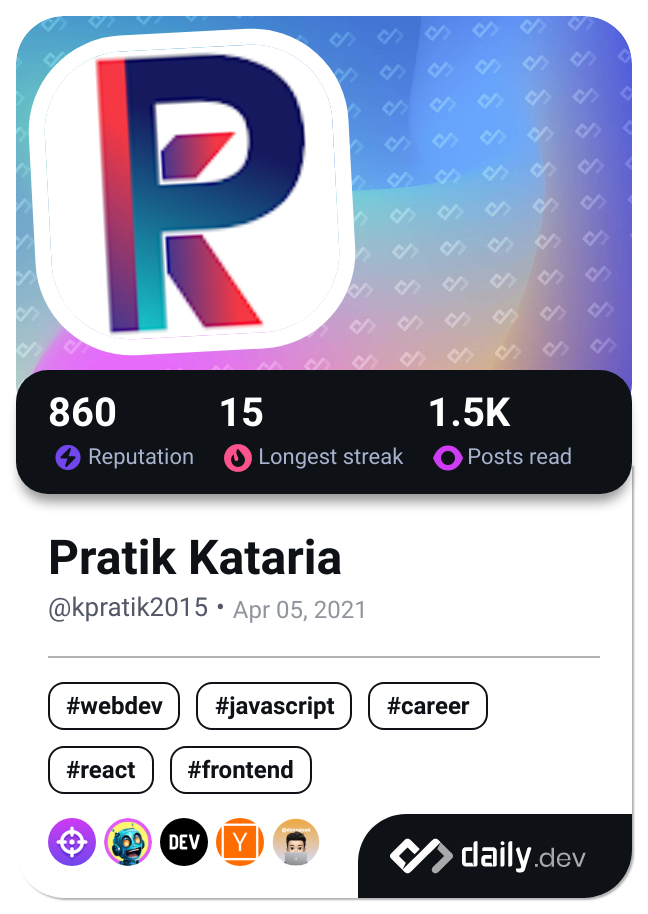 860 15 1.5K
Reputation Longest streak Posts read
Pratik Kataria
@kpratik2015 • Apr 05, 2021
#webdev #javascript #career
#react #frontend
DEV Y
daily.dev